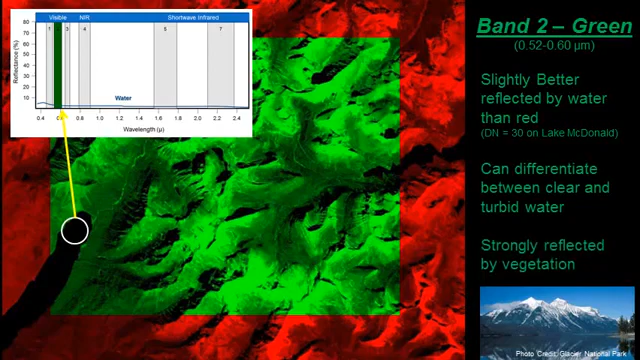 Visible NIR Shortwave Infrared
80
70
60
50
40
30
20
10
Reflectance (%)
1 3 4 5 7
Water
0.4 0.6 0.8 1.0 1.2 1.4 1.6 1.8 2.0 2.2 2.4
Wavelength (µ)
Band 2 – Green
(0.52-0.60 µm)
Slightly Better
reflected by water
than red
(DN = 30 on Lake McDonald)
Can differentiate
between clear and
turbid water
Strongly reflected
by vegetation
Photo Credit: Glacier National Park